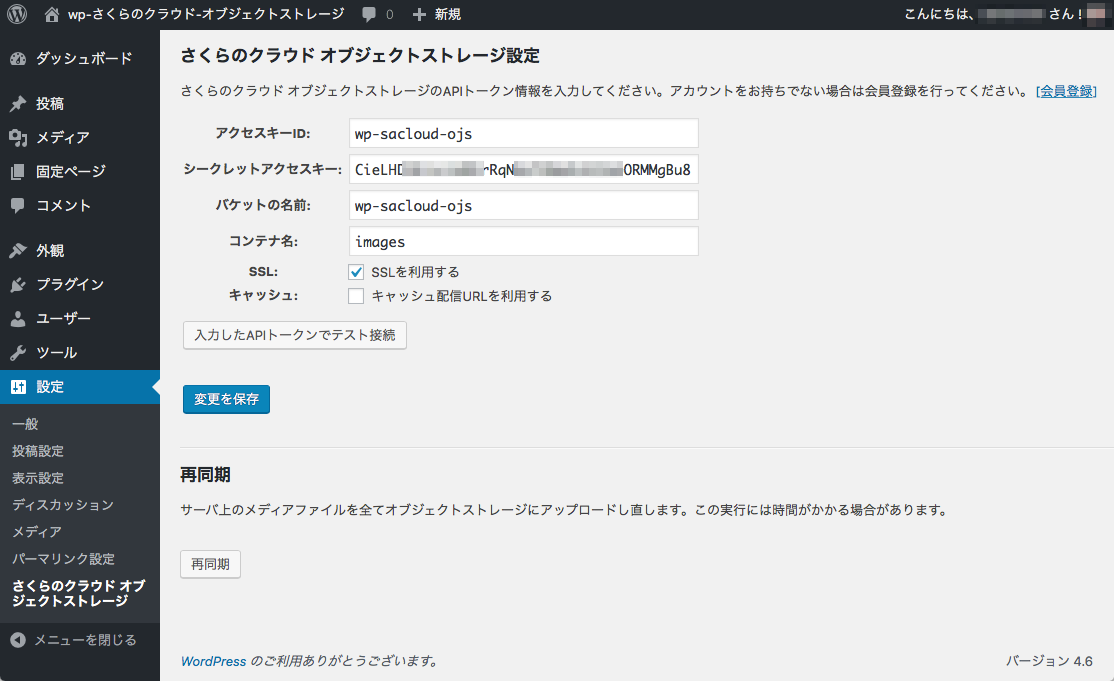 wp-さくらのクラウド-オブジェクトストレージ 0 新規 こんにちは、 さん !
ダッシュボード
投稿
メディア
固定ページ
コメント
外観
プラグイン
ユーザー
ツール
設定
一般
投稿設定
表示設定
ディスカッション
メディア
パーマリンク設定
さくらのクラウド オブ
ジェクトストレージ
メニューを閉じる
さくらのクラウド オブジェクトストレージ設定
さくらのクラウド オブジェクトストレージのAPIトークン情報を入力してください。アカウントをお持ちでない場合は会員登録を行ってください。 [会員登録]
アクセスキーID: wp-sacloud-ojs
シークレットアクセスキー: CieLHD rRqN ORMMgBu8
バケットの名前: wp-sacloud-ojs
コンテナ名: images
SSL: SSLを利用する
キャッシュ: キャッシュ配信URLを利用する
入力したAPIトークンでテスト接続
変更を保存
再同期
サーバ上のメディアファイルを全てオブジェクトストレージにアップロードし直します。この実行には時間がかかる場合があります。
再同期
WordPress のご利用ありがとうございます。 バージョン 4.6